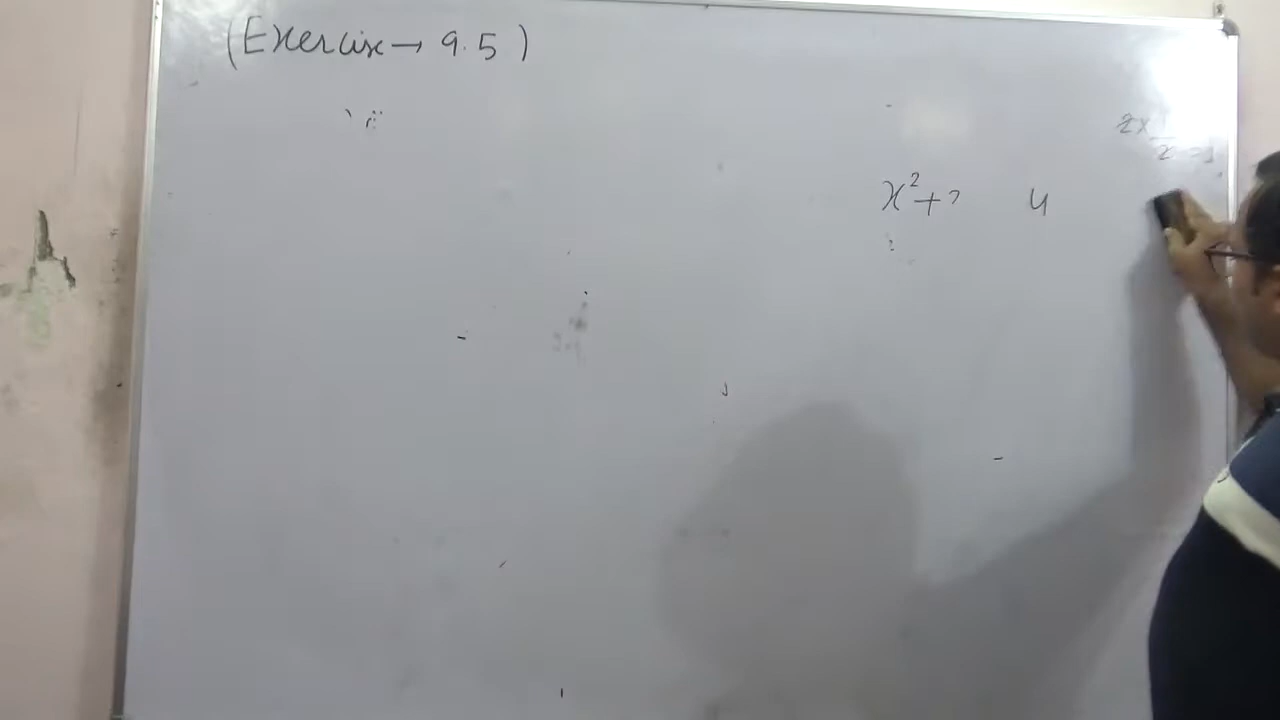 (Exercise → 9.5)
x² + 4